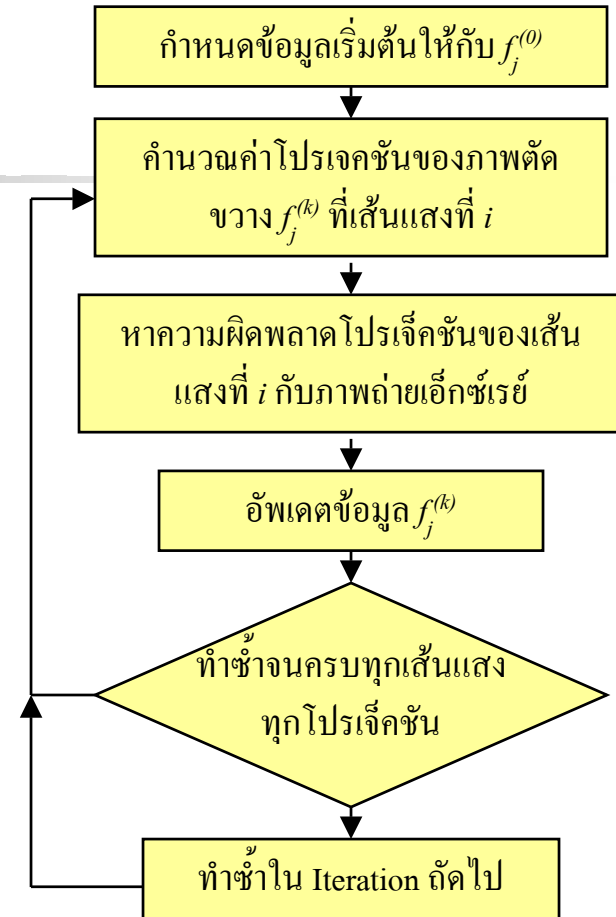 กำหนดข้อมูลเริ่มต้นให้กับ f_j^(0)
คำนวณค่าโปรเจคชันของภาพตัด
ขวาง f_j^(k) ที่เส้นแสงที่ i
หาความผิดพลาดโปรเจ็คชันของเส้น
แสงที่ i กับภาพถ่ายเอ็กซ์เรย์
อัพเดตข้อมูล f_j^(k)
ทำซ้ำจนครบทุกเส้นแสง
ทุกโปรเจ็คชัน
ทำซ้ำใน Iteration ถัดไป